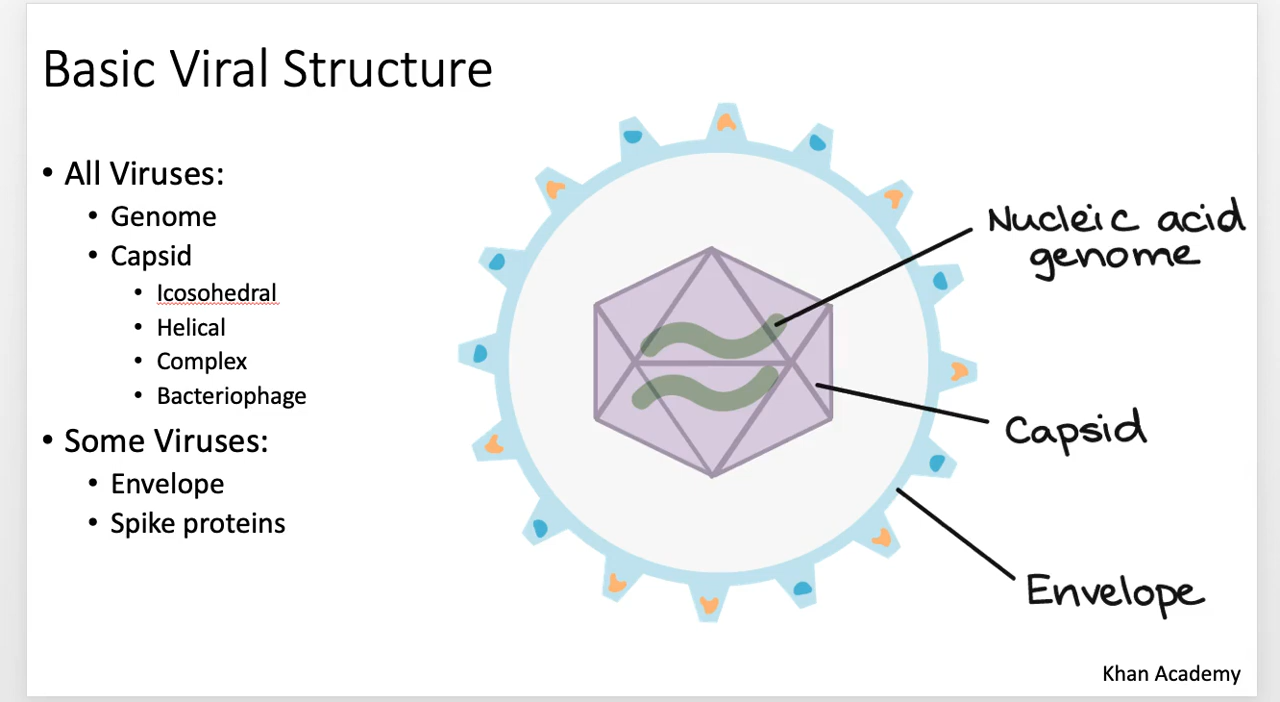 Basic Viral Structure
• All Viruses:
• Genome
• Capsid
• Icosohedral
• Helical
• Complex
• Bacteriophage
• Some Viruses:
• Envelope
• Spike proteins
Nucleic acid
genome
Capsid
Envelope
Khan Academy